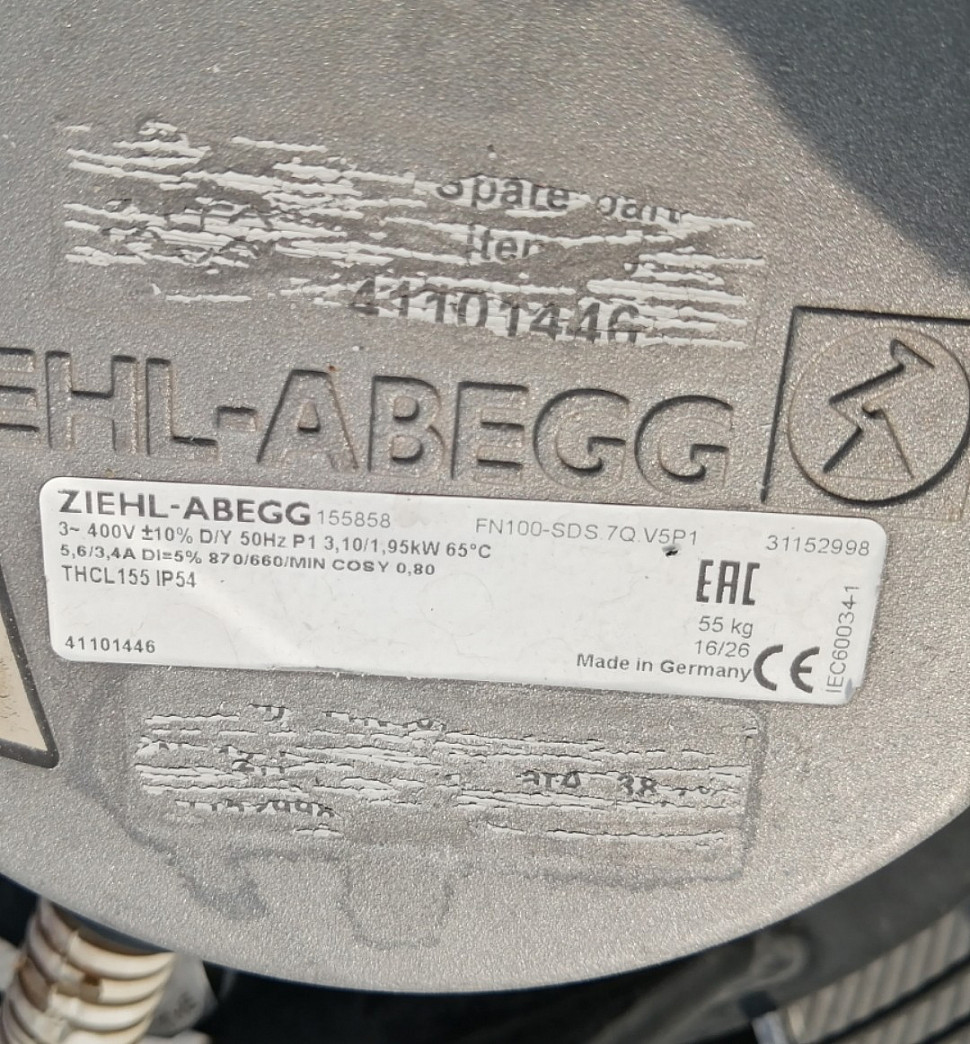 Spare part
item
41101446
EHL-ABEGG
ZIEHL-ABEGG 155858 FN100-SDS.7Q.V5P1 31152998
3~ 400V ±10% D/Y 50Hz P1 3,10/1,95kW 65°C
5,6/3,4A DI=5% 870/660/MIN COSY 0,80
THCL155 IP54
EAC
55 kg
16/26
41101446
Made in Germany CE
IEC60034-1